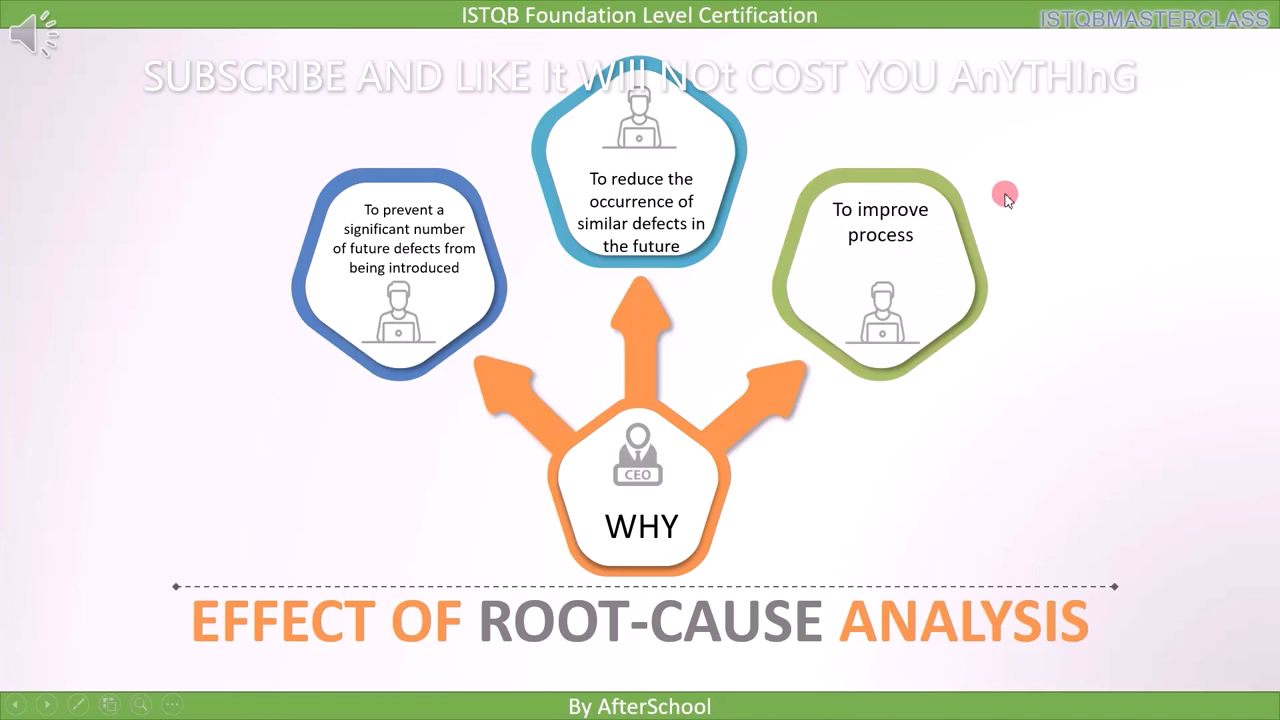 ISTQB Foundation Level Certification
ISTQBMASTERCLASS
SUBSCRIBE AND LIKE It WIll NOt COST YOU AnYTHInG
To reduce the
occurrence of
similar defects in
the future
To prevent a
significant number
of future defects from
being introduced
To improve
process
CEO
WHY
EFFECT OF ROOT-CAUSE ANALYSIS
By AfterSchool